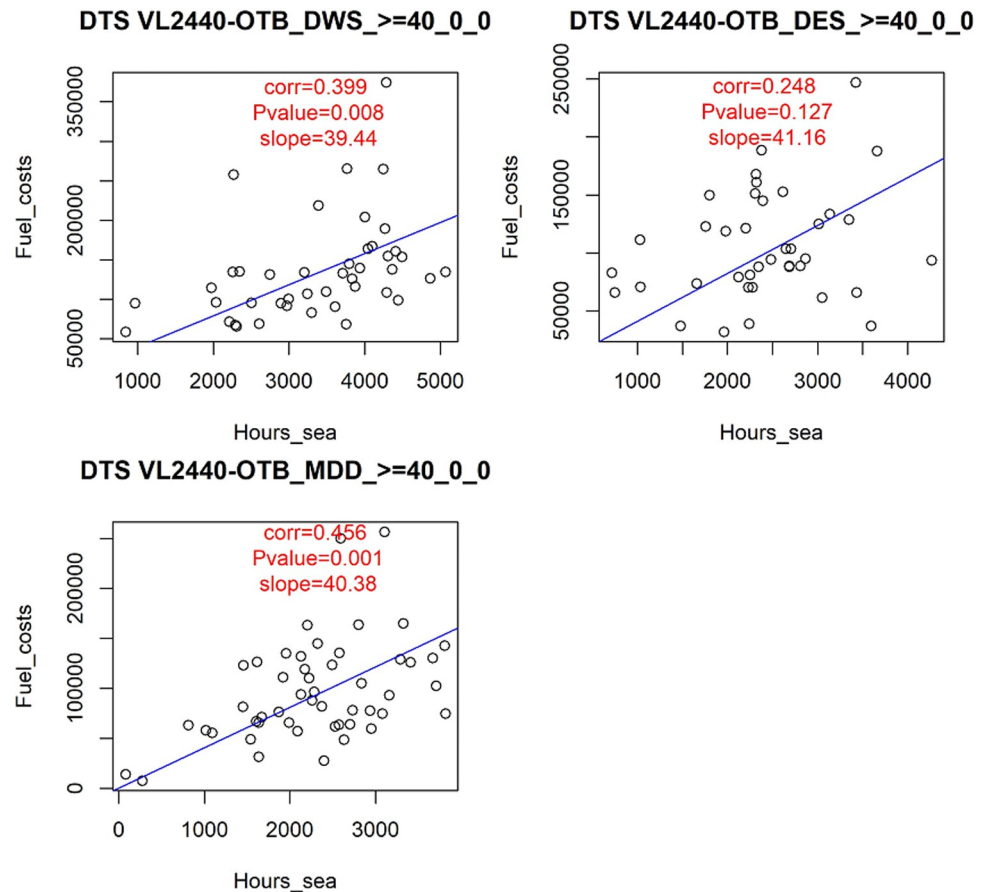 DTS VL2440-OTB_DWS_>=40_0_0
corr=0.399
Pvalue=0.008
slope=39.44
Fuel_costs
50000
200000
350000
1000 2000 3000 4000 5000
Hours_sea
DTS VL2440-OTB_DES_>=40_0_0
corr=0.248
Pvalue=0.127
slope=41.16
Fuel_costs
50000
150000
250000
1000 2000 3000 4000
Hours_sea
DTS VL2440-OTB_MDD_>=40_0_0
corr=0.456
Pvalue=0.001
slope=40.38
Fuel_costs
0
100000
200000
0 1000 2000 3000
Hours_sea